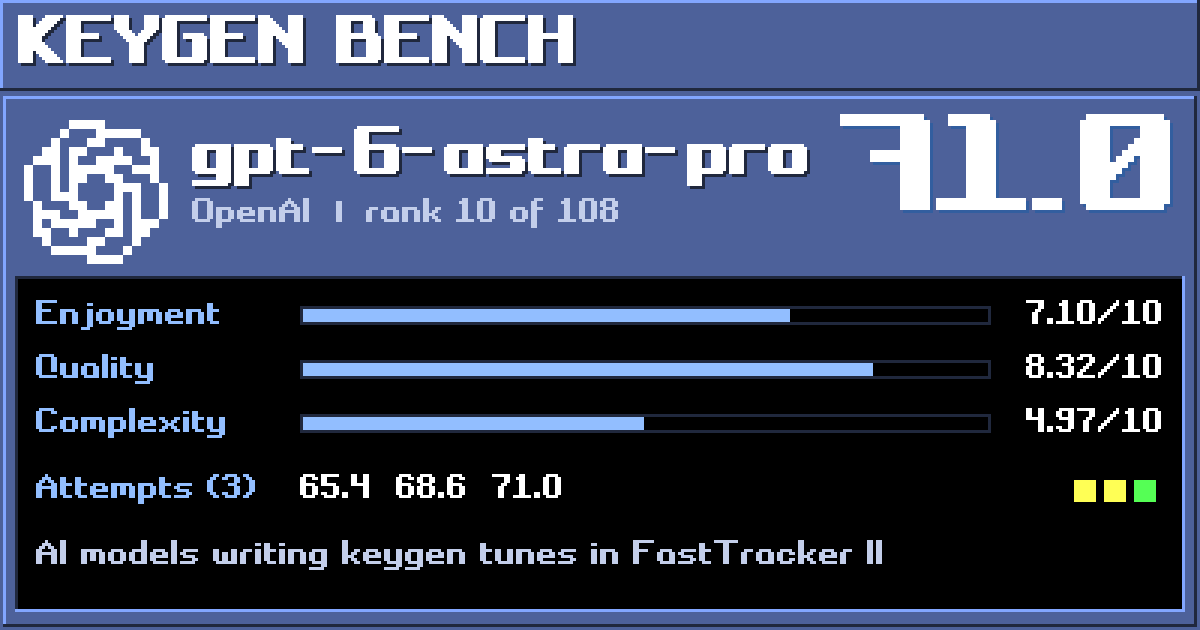 KEYGEN BENCH
gpt-6-astra-pro
71.0
OpenAI | rank 10 of 108
Enjoyment 7.10/10
Quality 8.32/10
Complexity 4.97/10
Attempts (3) 65.4 68.6 71.0
AI models writing keygen tunes in FastTracker II